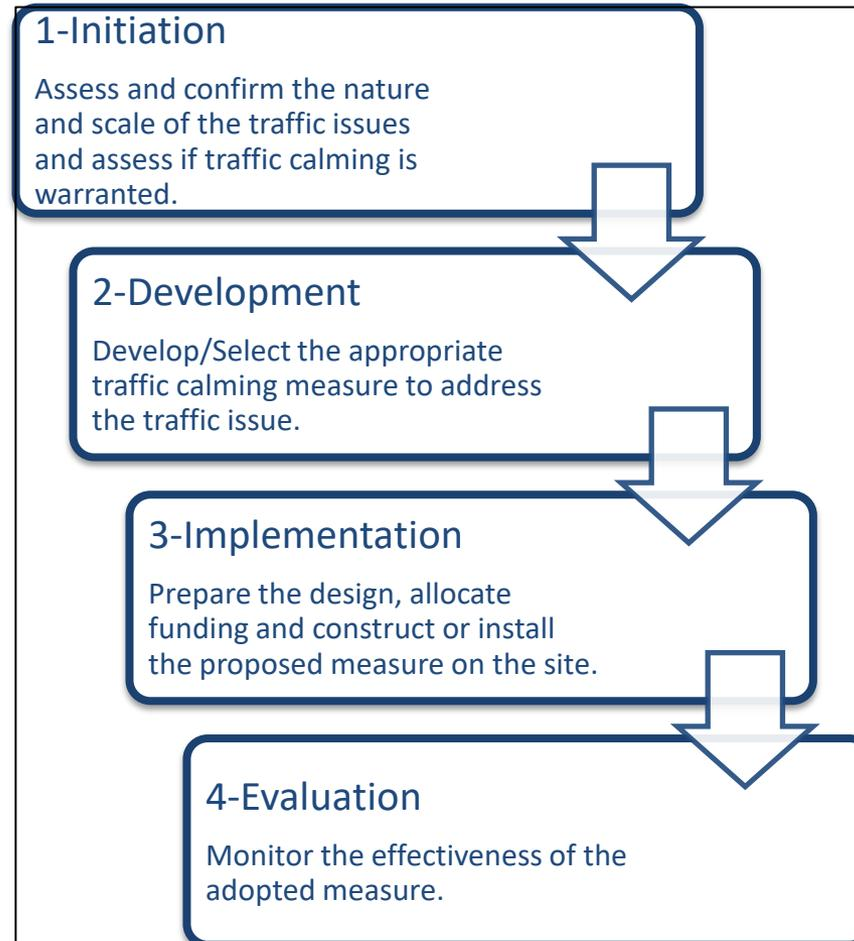 1-Initiation
Assess and confirm the nature
and scale of the traffic issues
and assess if traffic calming is
warranted.
2-Development
Develop/Select the appropriate
traffic calming measure to address
the traffic issue.
3-Implementation
Prepare the design, allocate
funding and construct or install
the proposed measure on the site.
4-Evaluation
Monitor the effectiveness of the
adopted measure.